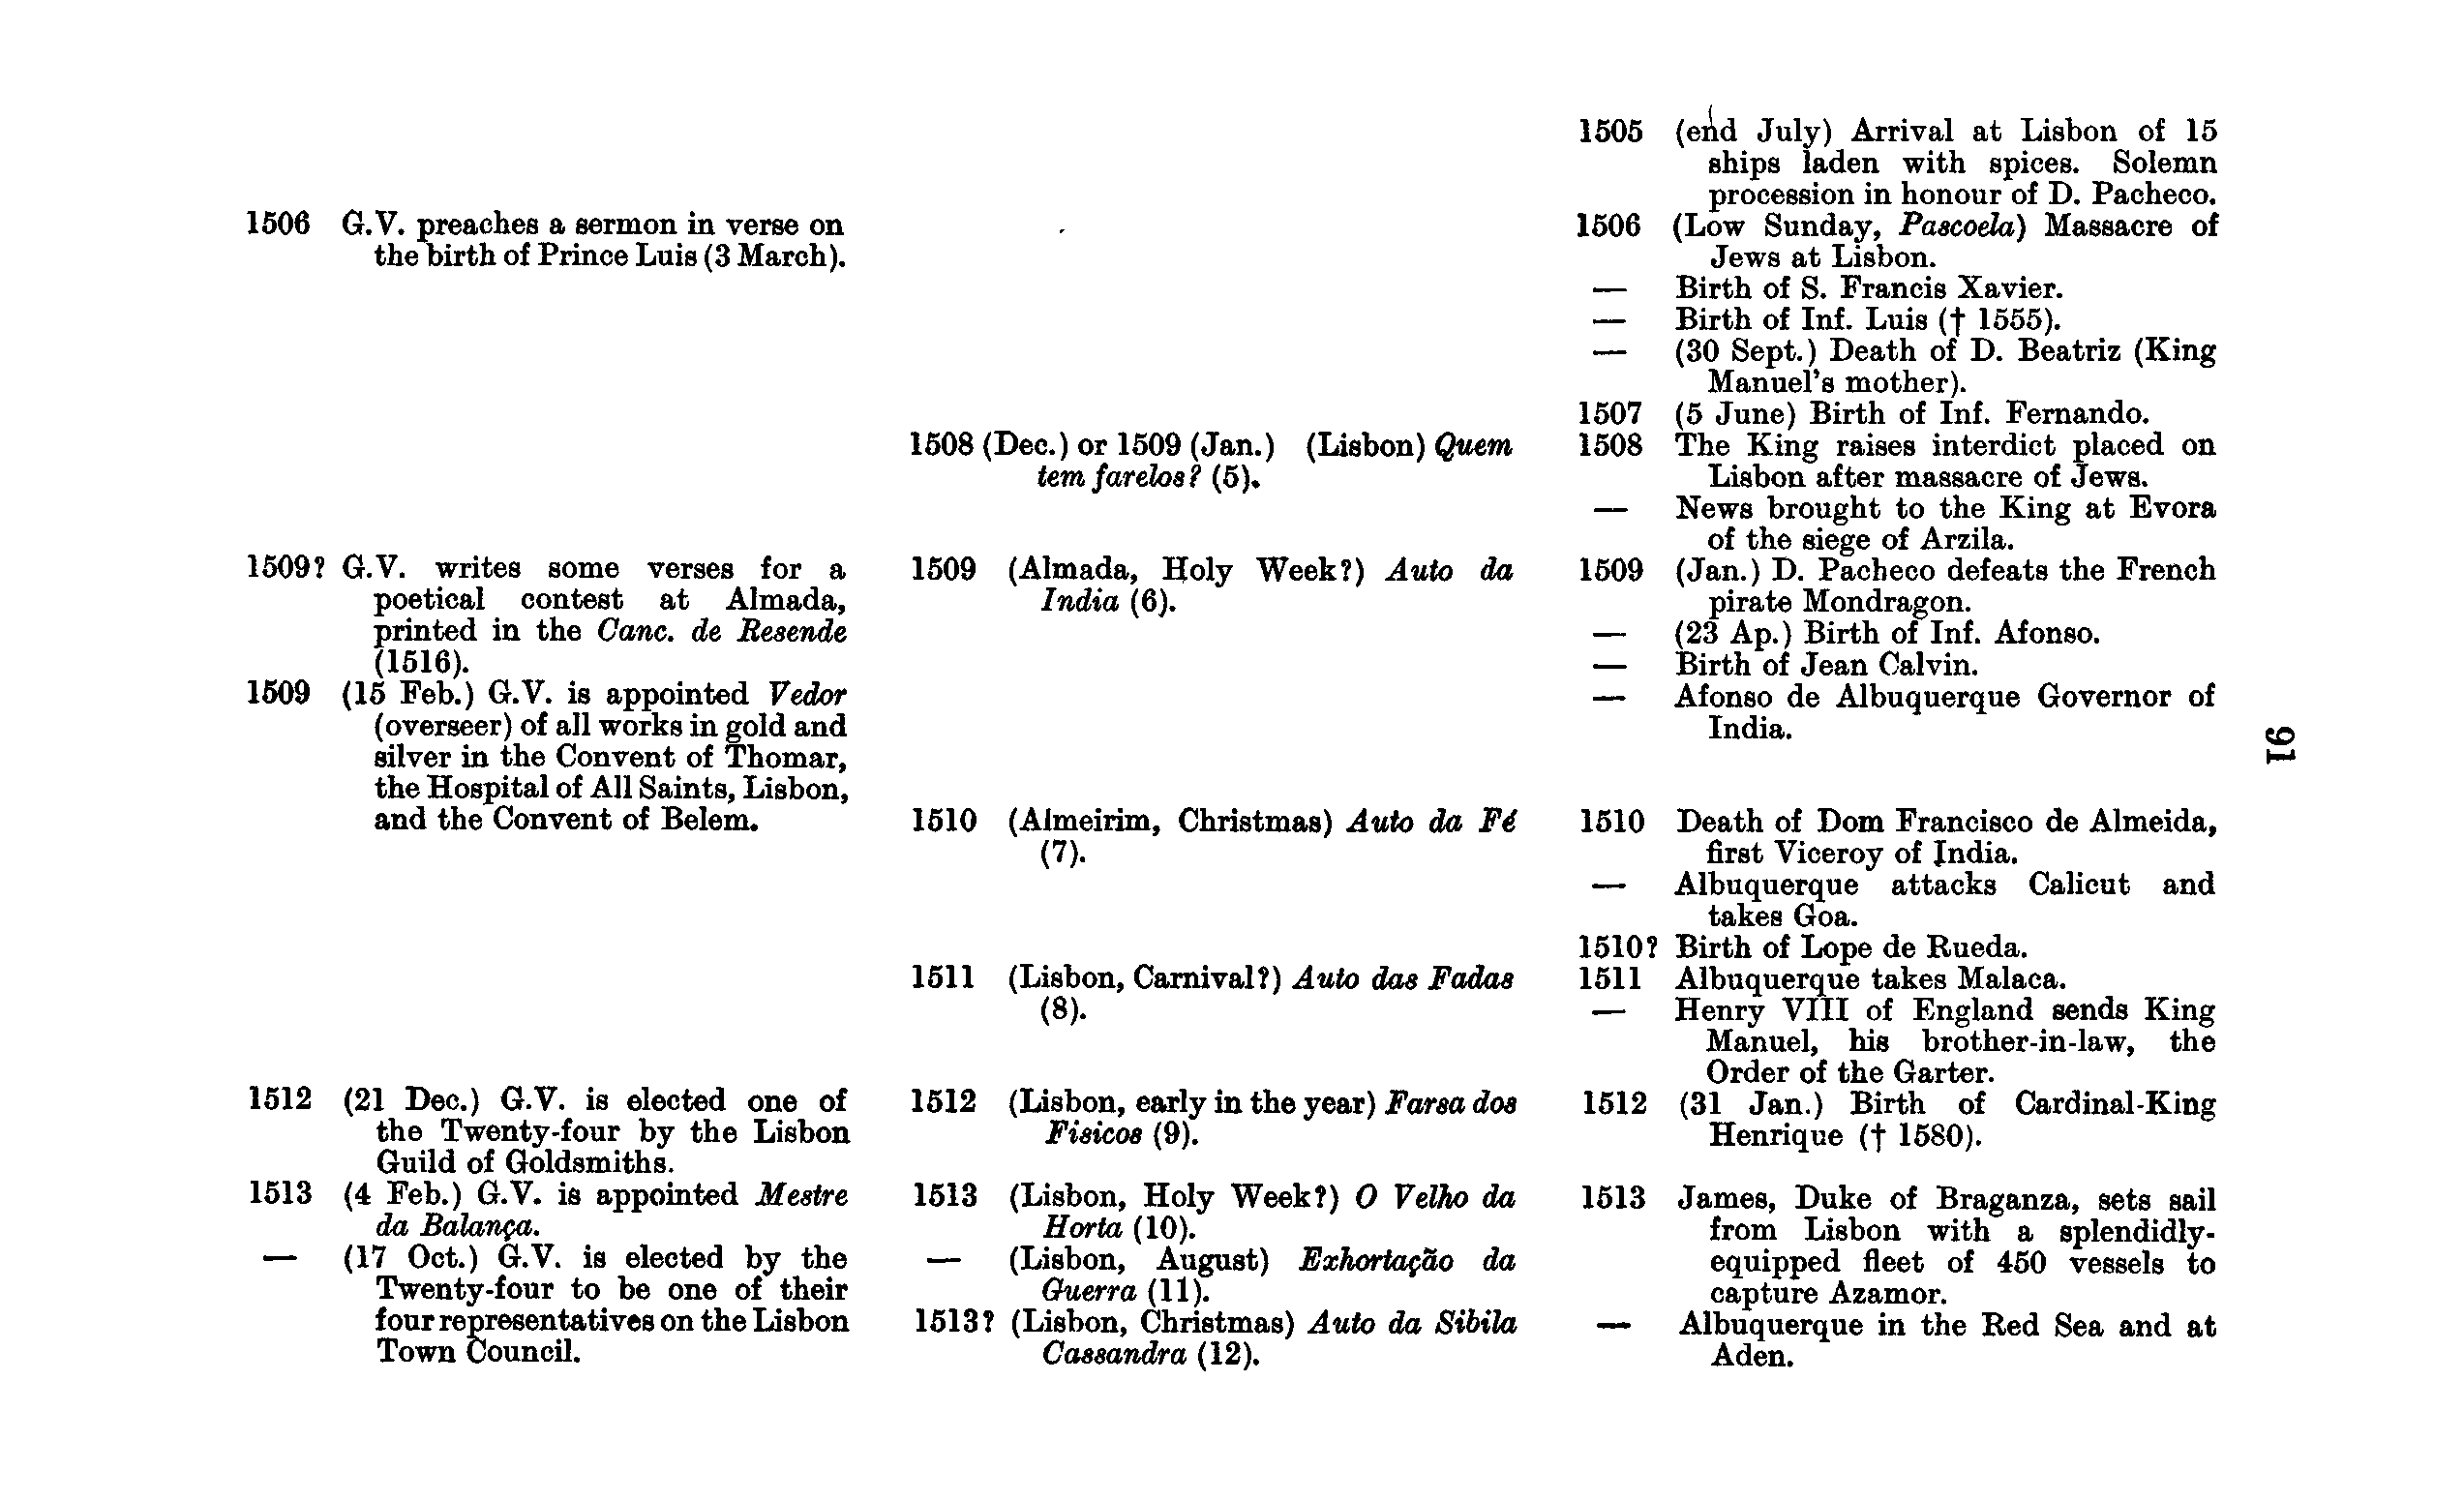 1506 G.V. preaches a sermon in verse on
the birth of Prince Luis (3 March).
1509? G.V. writes some verses for a
poetical contest at Almada,
printed in the Canc. de Resende
(1516).
1509 (15 Feb.) G.V. is appointed Vedor
(overseer) of all works in gold and
silver in the Convent of Thomar,
the Hospital of All Saints, Lisbon,
and the Convent of Belem.
1512 (21 Dec.) G.V. is elected one of
the Twenty-four by the Lisbon
Guild of Goldsmiths.
1513 (4 Feb.) G.V. is appointed Mestre
da Balança.
— (17 Oct.) G.V. is elected by the
Twenty-four to be one of their
four representatives on the Lisbon
Town Council.
1508 (Dec.) or 1509 (Jan.) (Lisbon) Quem
tem farelos? (5).
1509 (Almada, Holy Week?) Auto da
India (6).
1510 (Almeirim, Christmas) Auto da Fé
(7).
1511 (Lisbon, Carnival?) Auto das Fadas
(8).
1512 (Lisbon, early in the year) Farsa dos
Fisicos (9).
1513 (Lisbon, Holy Week?) O Velho da
Horta (10).
— (Lisbon, August) Exhortação da
Guerra (11).
1513? (Lisbon, Christmas) Auto da Sibila
Cassandra (12).
1505 (end July) Arrival at Lisbon of 15
ships laden with spices. Solemn
procession in honour of D. Pacheco.
1506 (Low Sunday, Pascoela) Massacre of
Jews at Lisbon.
— Birth of S. Francis Xavier.
— Birth of Inf. Luis († 1555).
— (30 Sept.) Death of D. Beatriz (King
Manuel's mother).
1507 (5 June) Birth of Inf. Fernando.
1508 The King raises interdict placed on
Lisbon after massacre of Jews.
— News brought to the King at Evora
of the siege of Arzila.
1509 (Jan.) D. Pacheco defeats the French
pirate Mondragon.
— (23 Ap.) Birth of Inf. Afonso.
— Birth of Jean Calvin.
— Afonso de Albuquerque Governor of
India.
1510 Death of Dom Francisco de Almeida,
first Viceroy of India.
— Albuquerque attacks Calicut and
takes Goa.
1510? Birth of Lope de Rueda.
1511 Albuquerque takes Malaca.
— Henry VIII of England sends King
Manuel, his brother-in-law, the
Order of the Garter.
1512 (31 Jan.) Birth of Cardinal-King
Henrique († 1580).
1513 James, Duke of Braganza, sets sail
from Lisbon with a splendidly-
equipped fleet of 450 vessels to
capture Azamor.
— Albuquerque in the Red Sea and at
Aden.
91